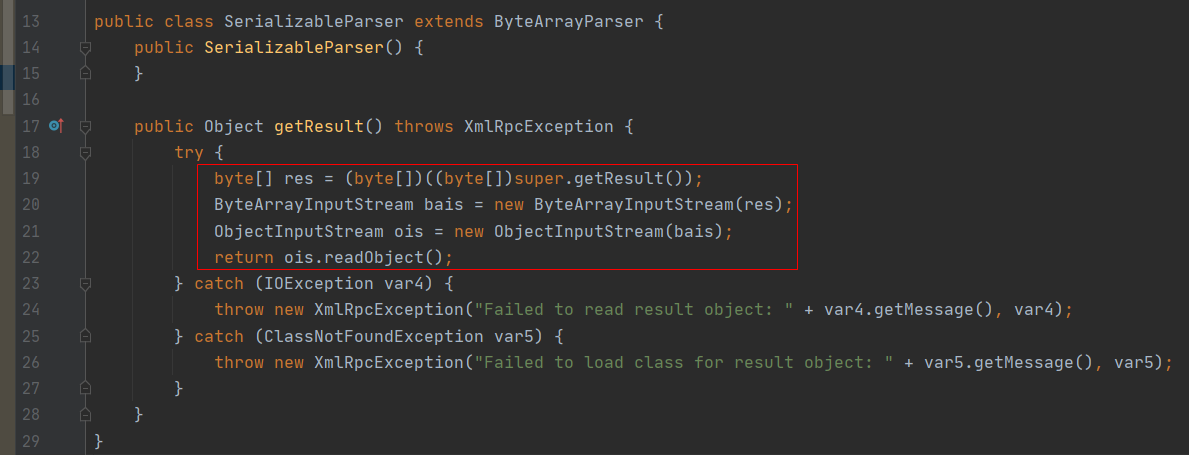 13 public class SerializableParser extends ByteArrayParser {
14     public SerializableParser() {
15     }
16
17     public Object getResult() throws XmlRpcException {
18         try {
19             byte[] res = (byte[])((byte[])super.getResult());
20             ByteArrayInputStream bais = new ByteArrayInputStream(res);
21             ObjectInputStream ois = new ObjectInputStream(bais);
22             return ois.readObject();
23         } catch (IOException var4) {
24             throw new XmlRpcException("Failed to read result object: " + var4.getMessage(), var4);
25         } catch (ClassNotFoundException var5) {
26             throw new XmlRpcException("Failed to load class for result object: " + var5.getMessage(), var5);
27         }
28     }
29 }